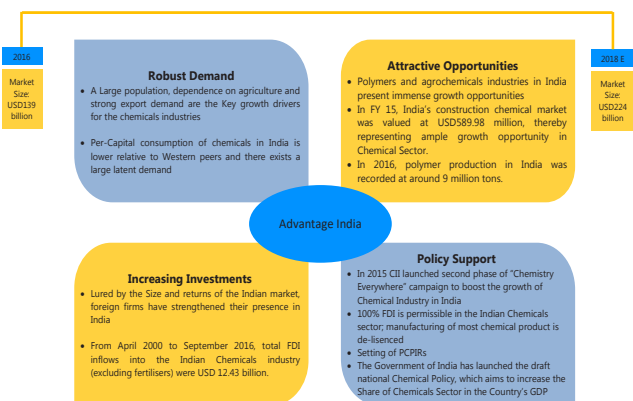 2016
Market
Size:
USD139
billion
Robust Demand
• A Large population, dependence on agriculture and
strong export demand are the Key growth drivers
for the chemicals industries
• Per-Capital consumption of chemicals in India is
lower relative to Western peers and there exists a
large latent demand
Attractive Opportunities
• Polymers and agrochemicals industries in India
present immense growth opportunities
• In FY 15, India's construction chemical market
was valued at USD589.98 million, thereby
representing ample growth opportunity in
Chemical Sector.
• In 2016, polymer production in India was
recorded at around 9 million tons.
2018 E
Market
Size:
USD224
billion
Advantage India
Increasing Investments
• Lured by the Size and returns of the Indian market,
foreign firms have strengthened their presence in
India
• From April 2000 to September 2016, total FDI
inflows into the Indian Chemicals industry
(excluding fertilisers) were USD 12.43 billion.
Policy Support
• In 2015 CII launched second phase of "Chemistry
Everywhere" campaign to boost the growth of
Chemical Industry in India
• 100% FDI is permissible in the Indian Chemicals
sector; manufacturing of most chemical product is
de-lisenced
• Setting of PCPIRs
• The Government of India has launched the draft
national Chemical Policy, which aims to increase the
Share of Chemicals Sector in the Country's GDP